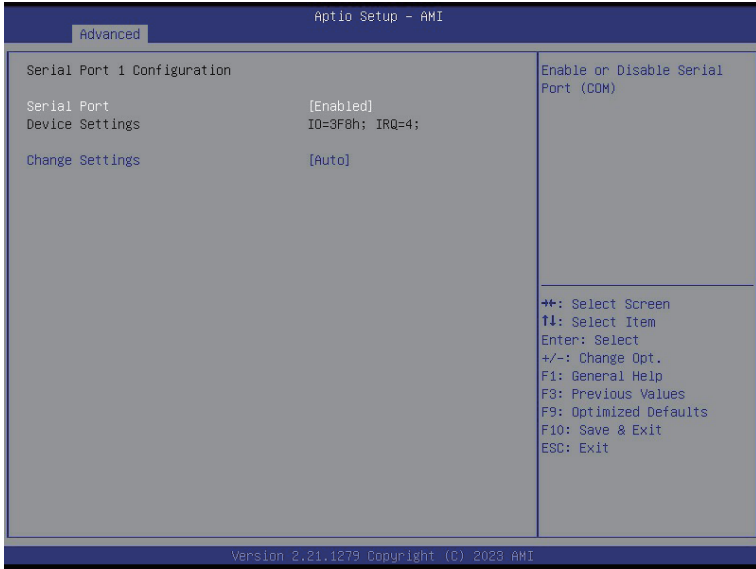 Aptio Setup – AMI
Advanced
Serial Port 1 Configuration
Serial Port [Enabled]
Device Settings IO=3F8h; IRQ=4;
Change Settings [Auto]
Enable or Disable Serial
Port (COM)
→←: Select Screen
↑↓: Select Item
Enter: Select
+/-: Change Opt.
F1: General Help
F3: Previous Values
F9: Optimized Defaults
F10: Save & Exit
ESC: Exit
Version 2.21.1279 Copyright (C) 2023 AMI